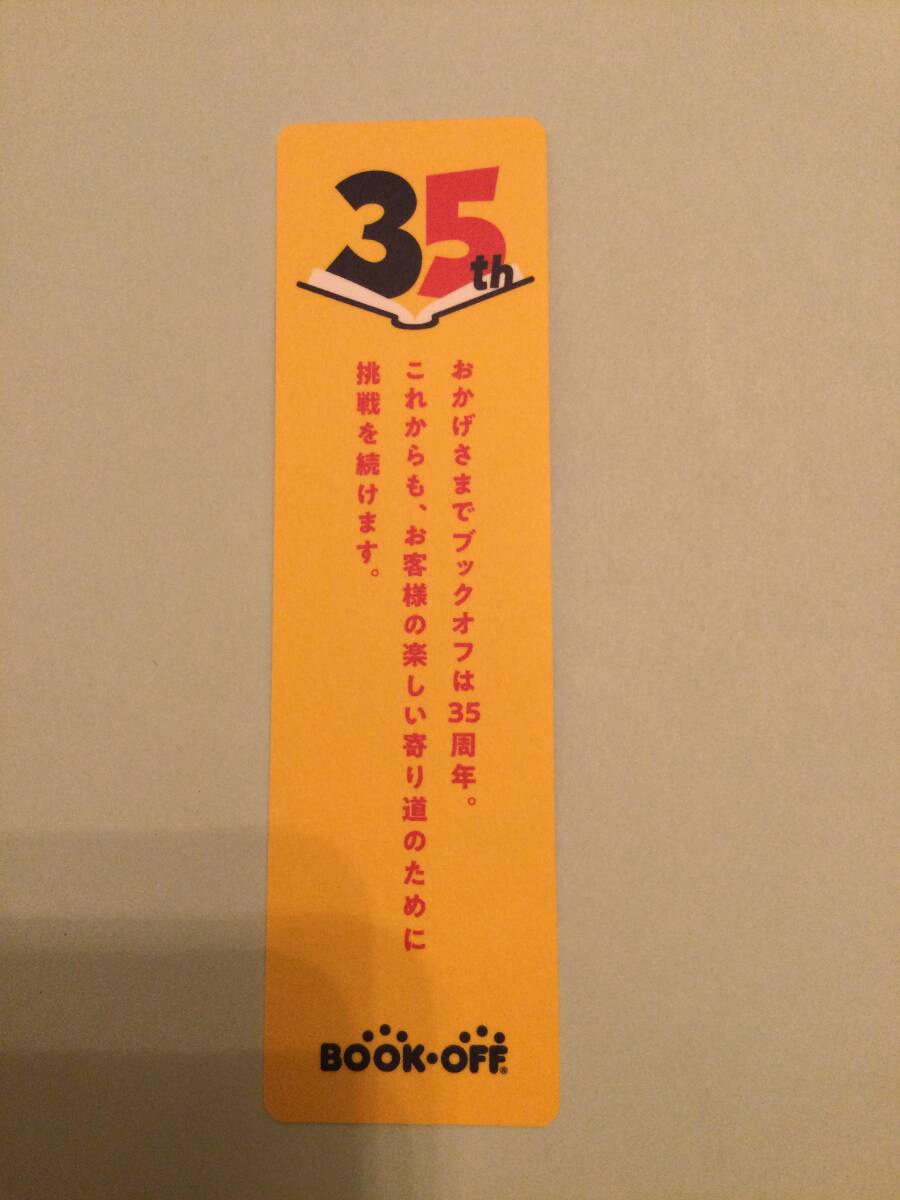 35th
おかげさまでブックオフは35周年。
これからも、お客様の楽しい寄り道のために
挑戦を続けます。
BOOK・OFF®